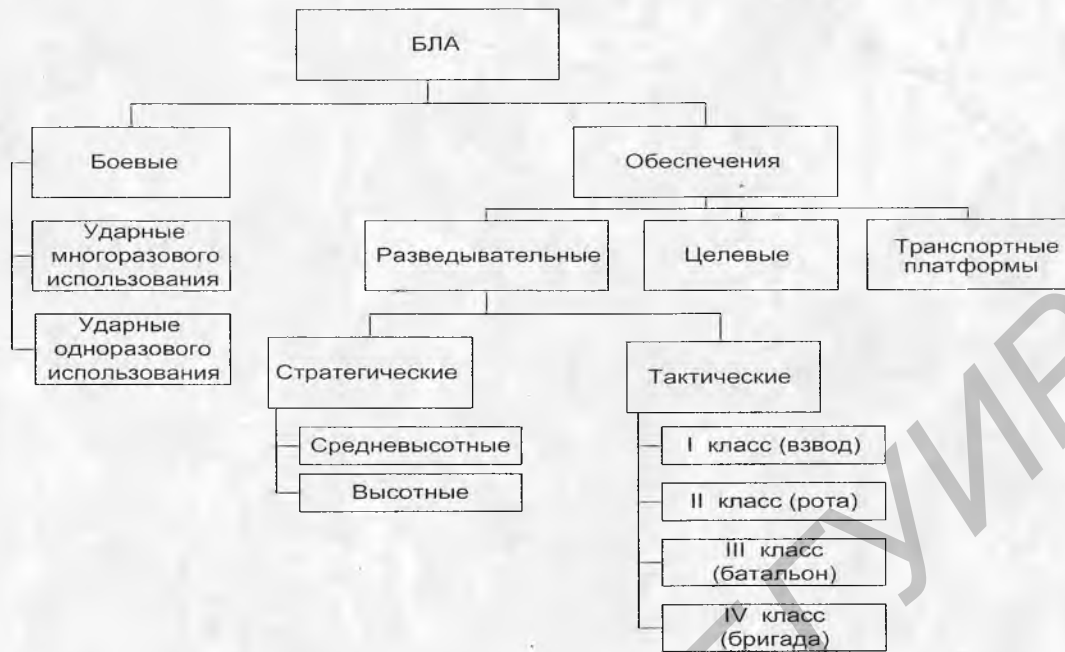 БЛА
Боевые
Обеспечения
Ударные
многоразового
использования
Разведывательные
Целевые
Транспортные
платформы
Ударные
одноразового
использования
Стратегические
Тактические
Средневысотные
Высотные
I класс (взвод)
II класс (рота)
III класс
(батальон)
IV класс
(бригада)